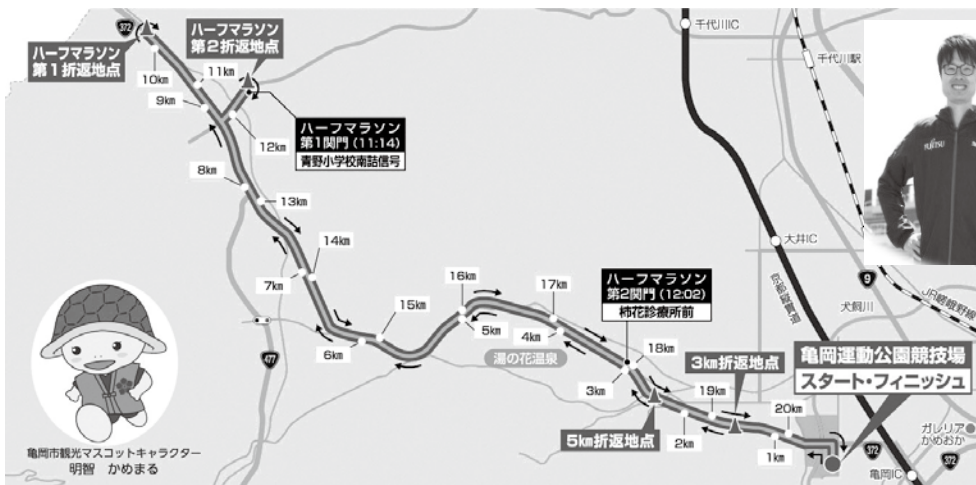 372
ハーフマラソン
第1折返地点
ハーフマラソン
第2折返地点
10km
11km
9km
12km
ハーフマラソン
第1関門(11:14)
青野小学校南詰信号
8km
13km
14km
7km
15km
6km
16km
5km
17km
4km
湯の花温泉
ハーフマラソン
第2関門(12:02)
柿花診療所前
18km
3km
3km折返地点
19km
20km
5km折返地点
2km
1km
亀岡運動公園競技場
スタート・フィニッシュ
千代川IC
千代川駅
大井IC
京都縦貫道
9
JR嵯峨野線
犬飼川
477
ガレリア
かめおか
372
372
亀岡IC
FUJITSU
亀岡市観光マスコットキャラクター
明智 かめまる